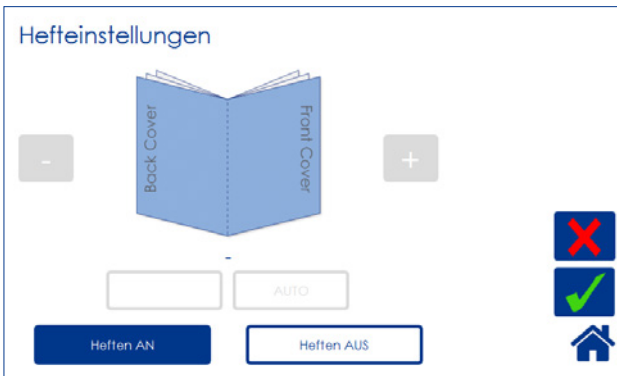 Hefteinstellungen
Back Cover
Front Cover
-
+
-
AUTO
Heften AN
Heften AUS